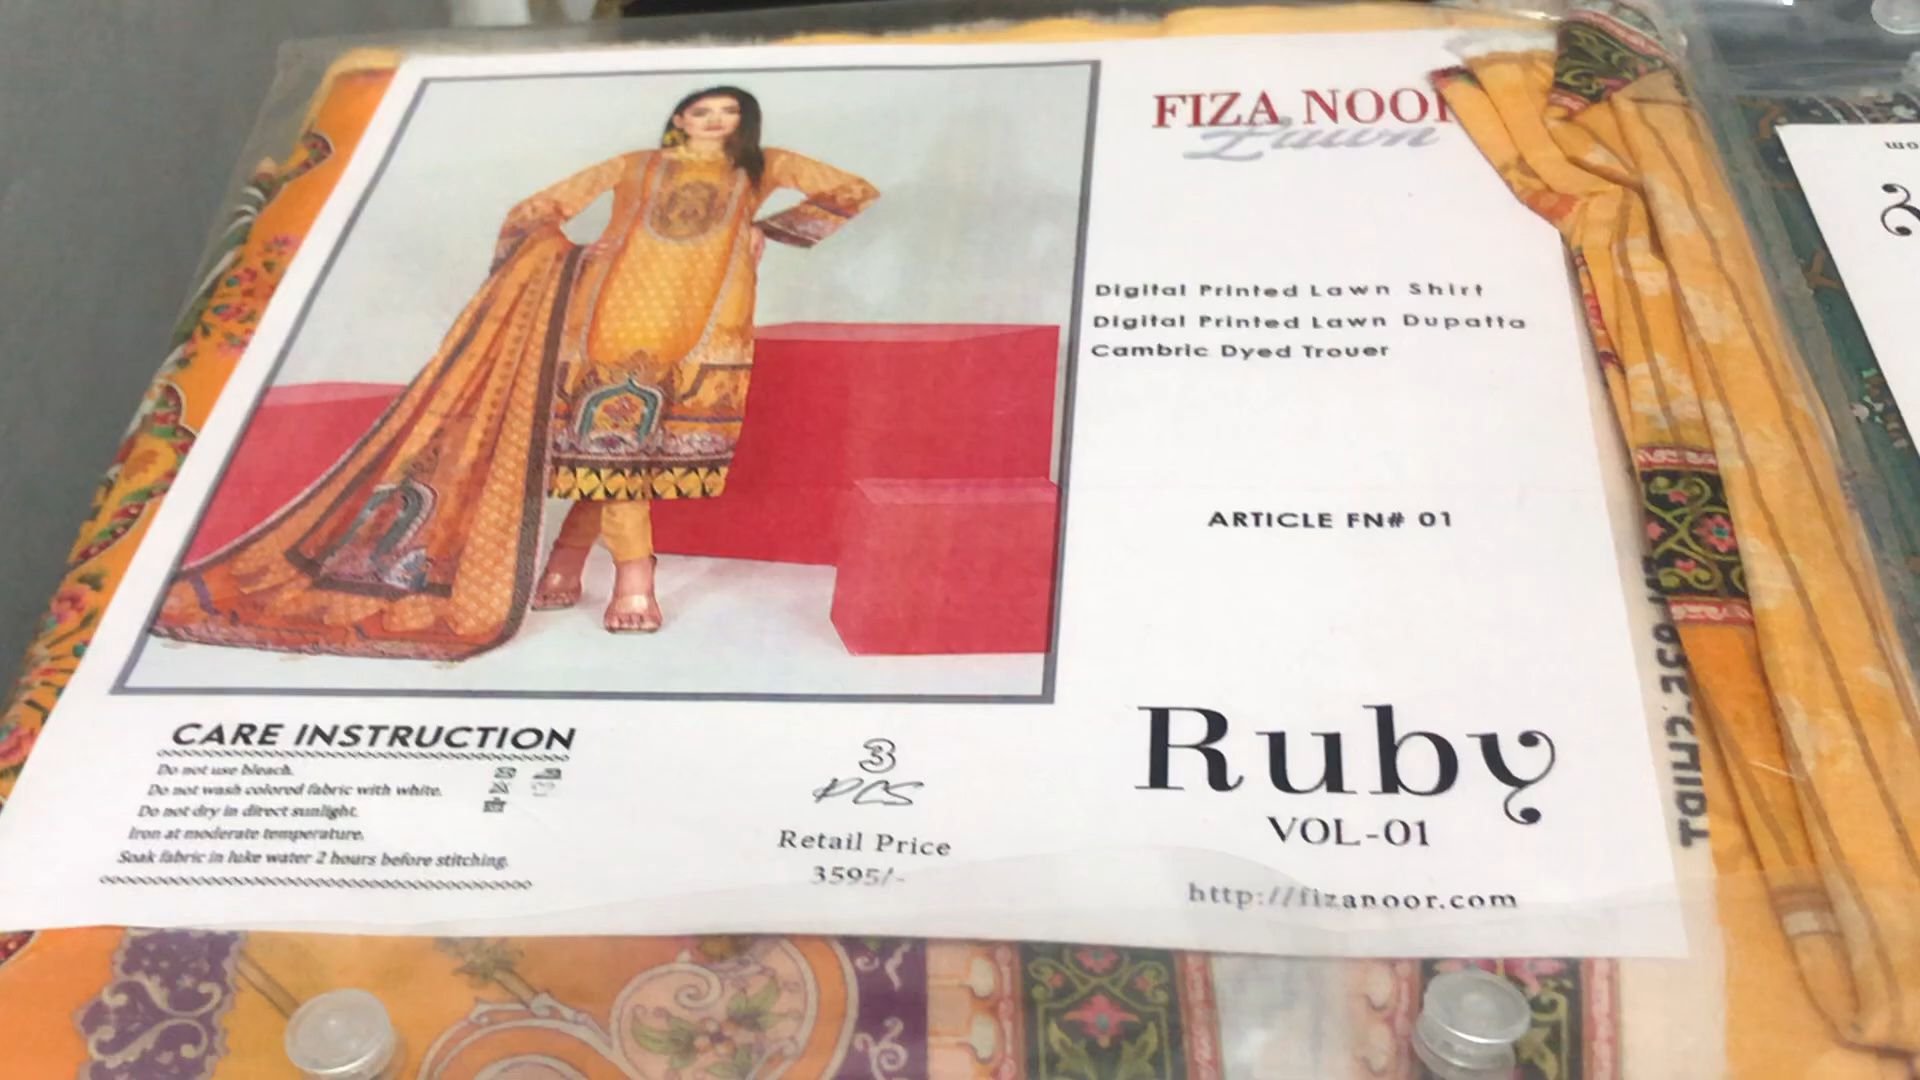 FIZA NOOR
Lawn
Digital Printed Lawn Shirt
Digital Printed Lawn Dupatta
Cambric Dyed Trouer
ARTICLE FN# 01
Ruby
VOL-01
http://fizanoor.com
CARE INSTRUCTION
Do not use bleach.
Do not wash colored fabric with white.
Do not dry in direct sunlight.
Iron at moderate temperature.
Soak fabric in luke water 2 hours before stitching.
3
PCS
Retail Price
3595/-